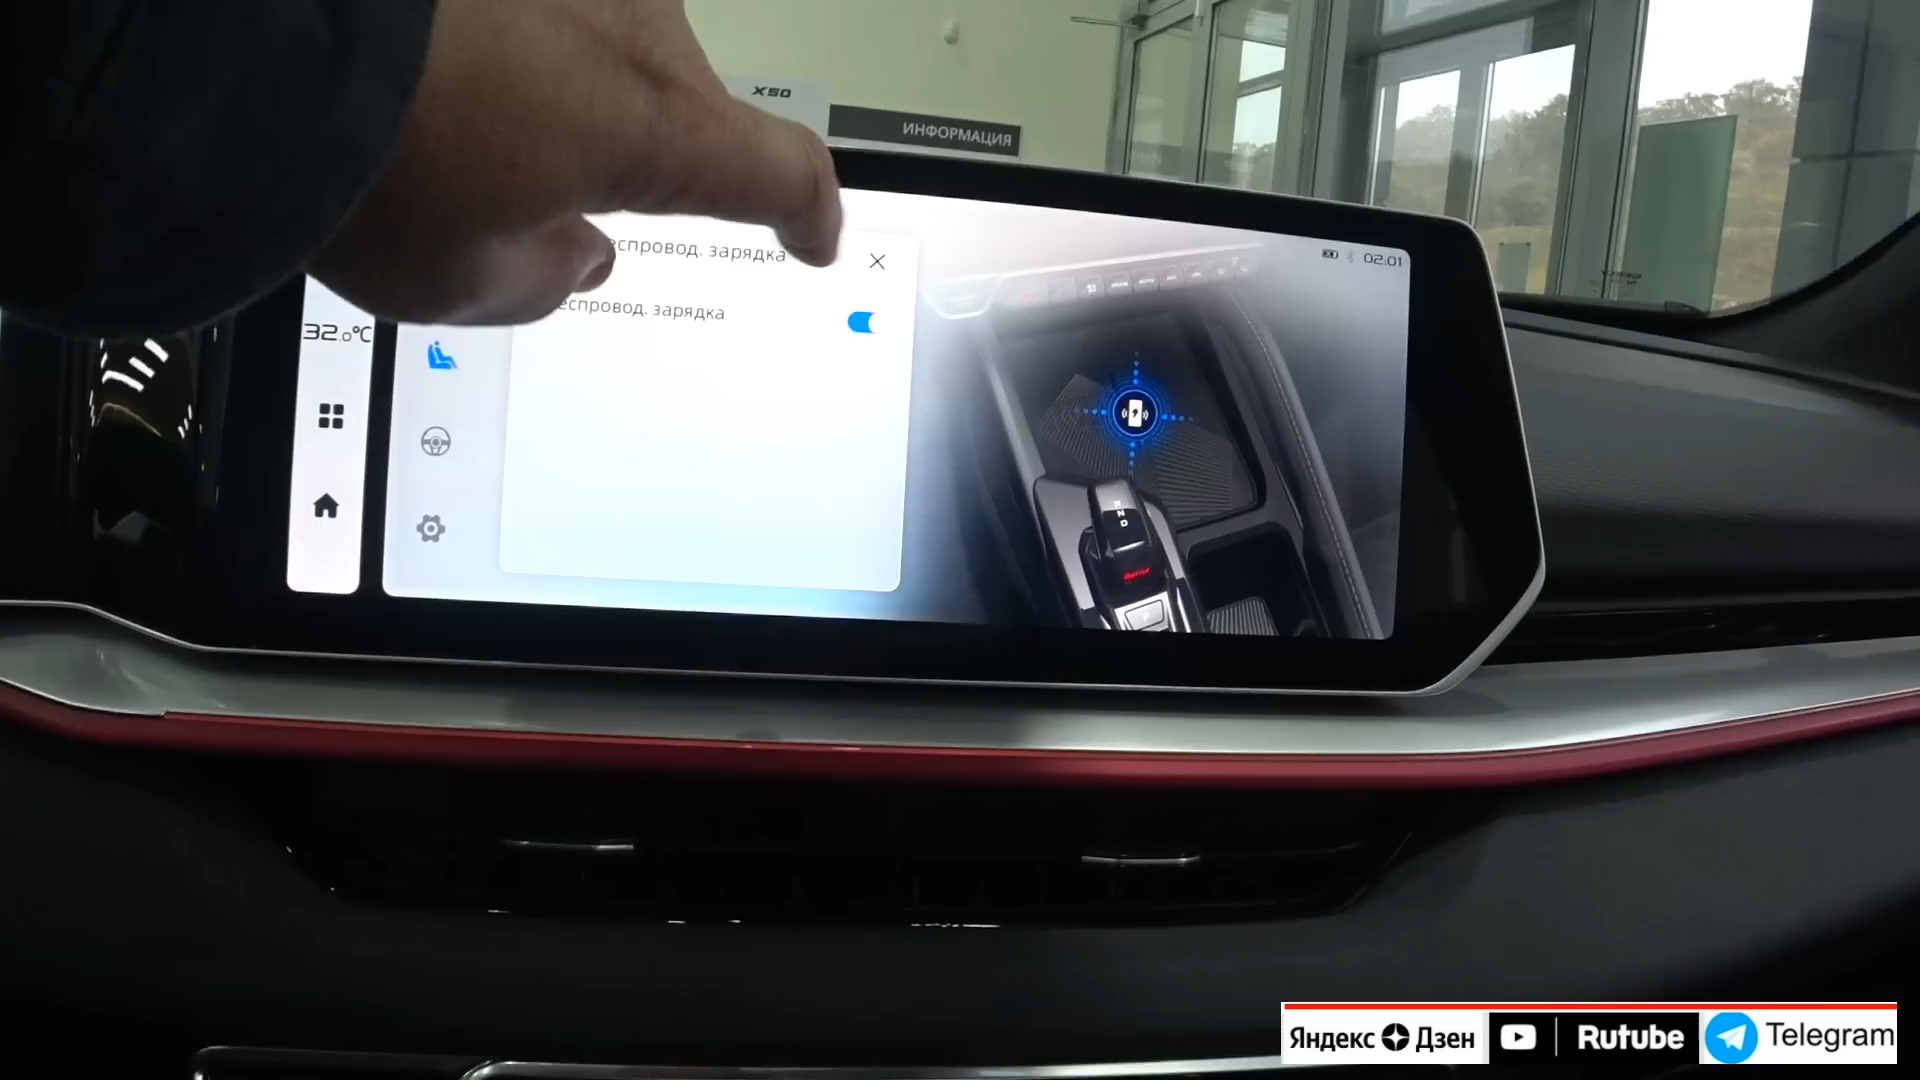 X50
ИНФОРМАЦИЯ
еспровод. зарядка
02:01
еспровод. зарядка
32.0°C
N
D
Яндекс Дзен
Rutube
Telegram